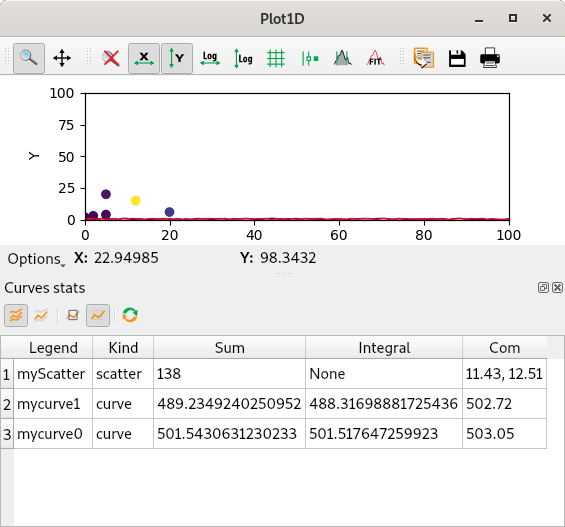 Plot1D
X Y Log Log FIT
100
75
50
25
0
Y
0 20 40 60 80 100
Options X: 22.94985 Y: 98.3432
Curves stats
Legend Kind Sum Integral Com
1 myScatter scatter 138 None 11.43, 12.51
2 mycurve1 curve 489.2349240250952 488.31698881725436 502.72
3 mycurve0 curve 501.5430631230233 501.517647259923 503.05